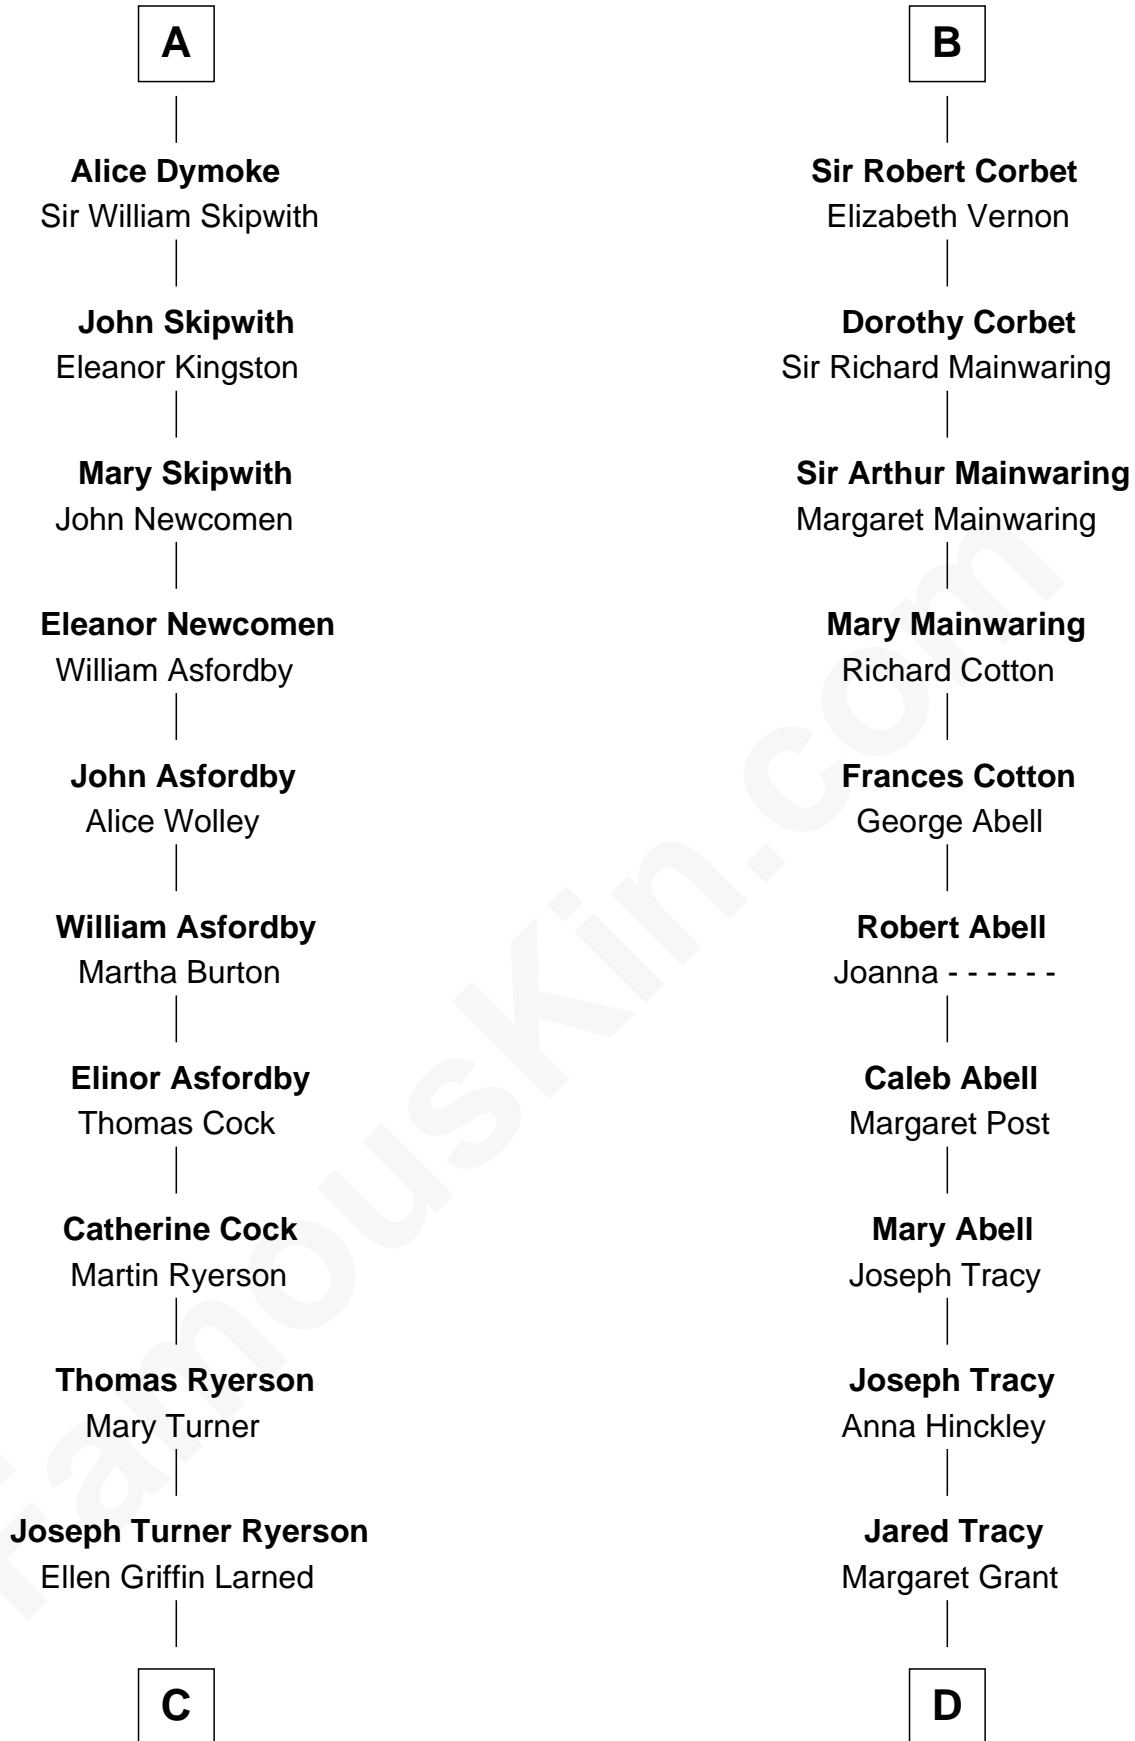 A
Alice Dymoke
Sir William Skipwith
John Skipwith
Eleanor Kingston
Mary Skipwith
John Newcomen
Eleanor Newcomen
William Asfordby
John Asfordby
Alice Wolley
William Asfordby
Martha Burton
Elinor Asfordby
Thomas Cock
Catherine Cock
Martin Ryerson
Thomas Ryerson
Mary Turner
Joseph Turner Ryerson
Ellen Griffin Larned
C
B
Sir Robert Corbet
Elizabeth Vernon
Dorothy Corbet
Sir Richard Mainwaring
Sir Arthur Mainwaring
Margaret Mainwaring
Mary Mainwaring
Richard Cotton
Frances Cotton
George Abell
Robert Abell
Joanna - - - - - -
Caleb Abell
Margaret Post
Mary Abell
Joseph Tracy
Joseph Tracy
Anna Hinckley
Jared Tracy
Margaret Grant
D
FamousKin.com